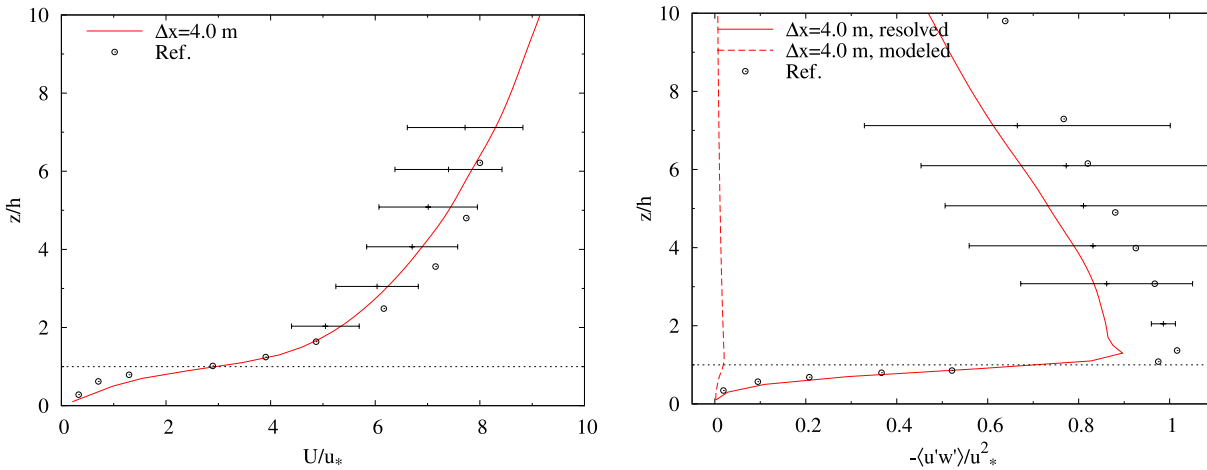 10
8
6
4
2
0
z/h
Δx=4.0 m
Ref.
0
2
4
6
8
10
U/u*
10
8
6
4
2
0
z/h
Δx=4.0 m, resolved
Δx=4.0 m, modeled
Ref.
0
0.2
0.4
0.6
0.8
1
-⟨u'w'⟩/u²*